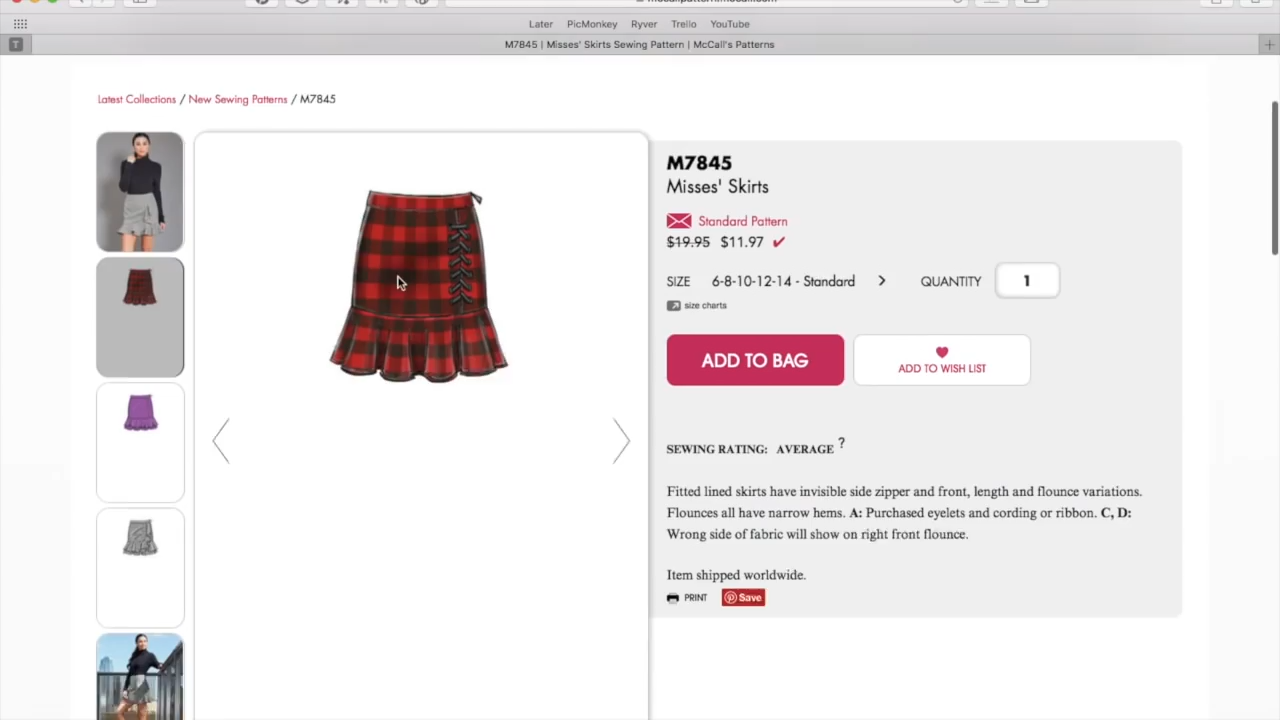 Later PicMonkey Ryver Trello YouTube
T M7845 | Misses' Skirts Sewing Pattern | McCall's Patterns
Latest Collections / New Sewing Patterns / M7845
M7845
Misses' Skirts
Standard Pattern
$19.95 $11.97
SIZE 6-8-10-12-14 - Standard > QUANTITY 1
size charts
ADD TO BAG
ADD TO WISH LIST
SEWING RATING: AVERAGE ?
Fitted lined skirts have invisible side zipper and front, length and flounce variations.
Flounces all have narrow hems. A: Purchased eyelets and cording or ribbon. C, D:
Wrong side of fabric will show on right front flounce.
Item shipped worldwide.
PRINT Save